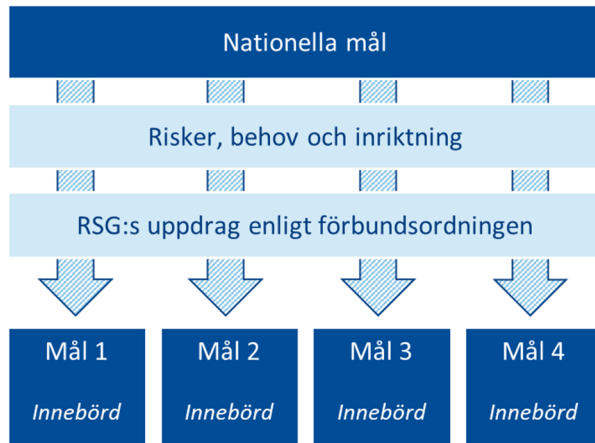 Nationella mål
Risker, behov och inriktning
RSG:s uppdrag enligt förbundsordningen
Mål 1
Mål 2
Mål 3
Mål 4
Innebörd
Innebörd
Innebörd
Innebörd